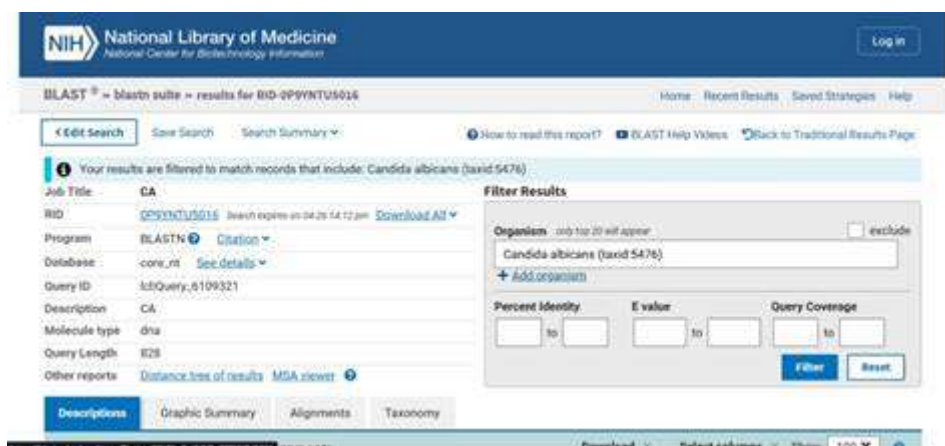 NIH National Library of Medicine
National Center for Biotechnology Information
Log in
BLAST ® » blastn suite » results for RID-0P9YNTU5016
Home Recent Results Saved Strategies Help
< Edit Search Save Search Search Summary
How to read this report? BLAST Help Videos Back to Traditional Results Page
Your results are filtered to match records that include: Candida albicans (taxid:5476)
Job Title CA
RID 0P9YNTU5016 Search expires on 04-26 14:12 pm Download All
Program BLASTN Citation
Database core_nt See details
Query ID lcl|Query_6109321
Description CA
Molecule type dna
Query Length 828
Other reports Distance tree of results MSA viewer
Filter Results
Organism only top 20 will appear exclude
Candida albicans (taxid:5476)
+ Add organism
Percent Identity E value Query Coverage
to to to
Filter Reset
Descriptions Graphic Summary Alignments Taxonomy
Download Select columns Show 100